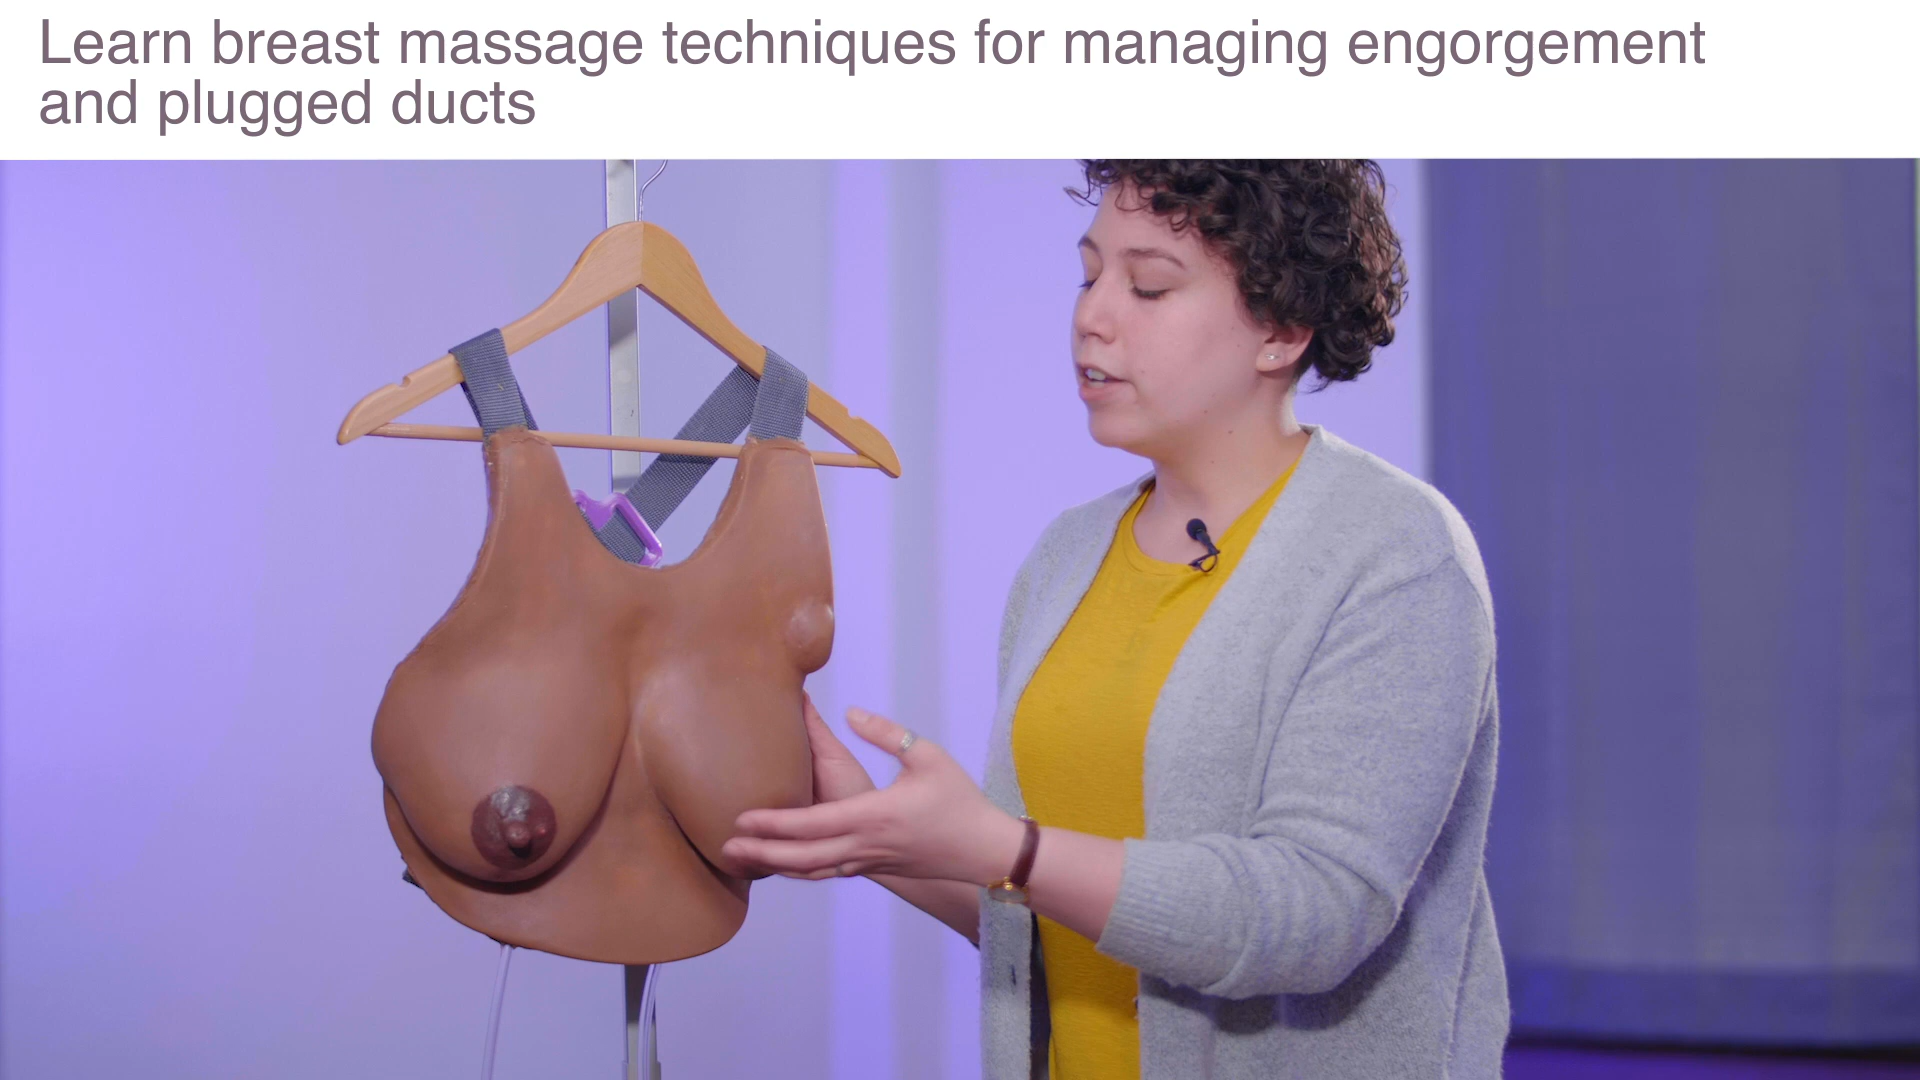 Learn breast massage techniques for managing engorgement
and plugged ducts